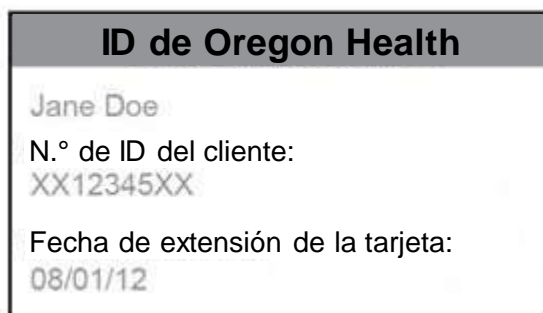 ID de Oregon Health
Jane Doe
N.° de ID del cliente:
XX12345XX
Fecha de extensión de la tarjeta:
08/01/12